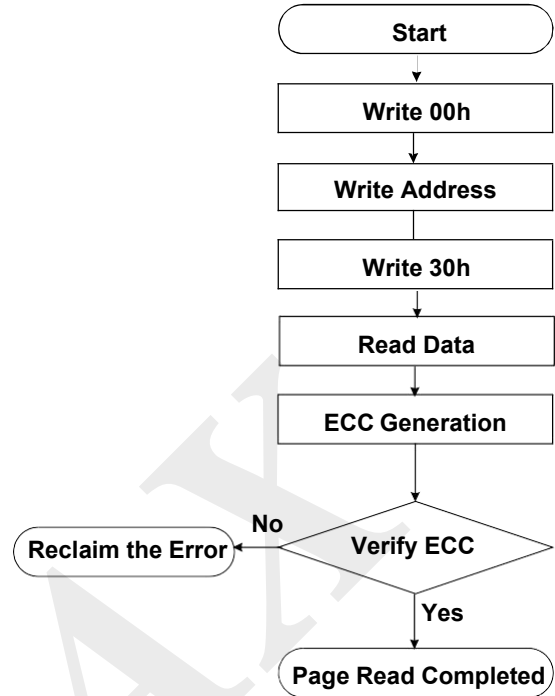 Start
Write 00h
Write Address
Write 30h
Read Data
ECC Generation
No
Reclaim the Error
Verify ECC
Yes
Page Read Completed